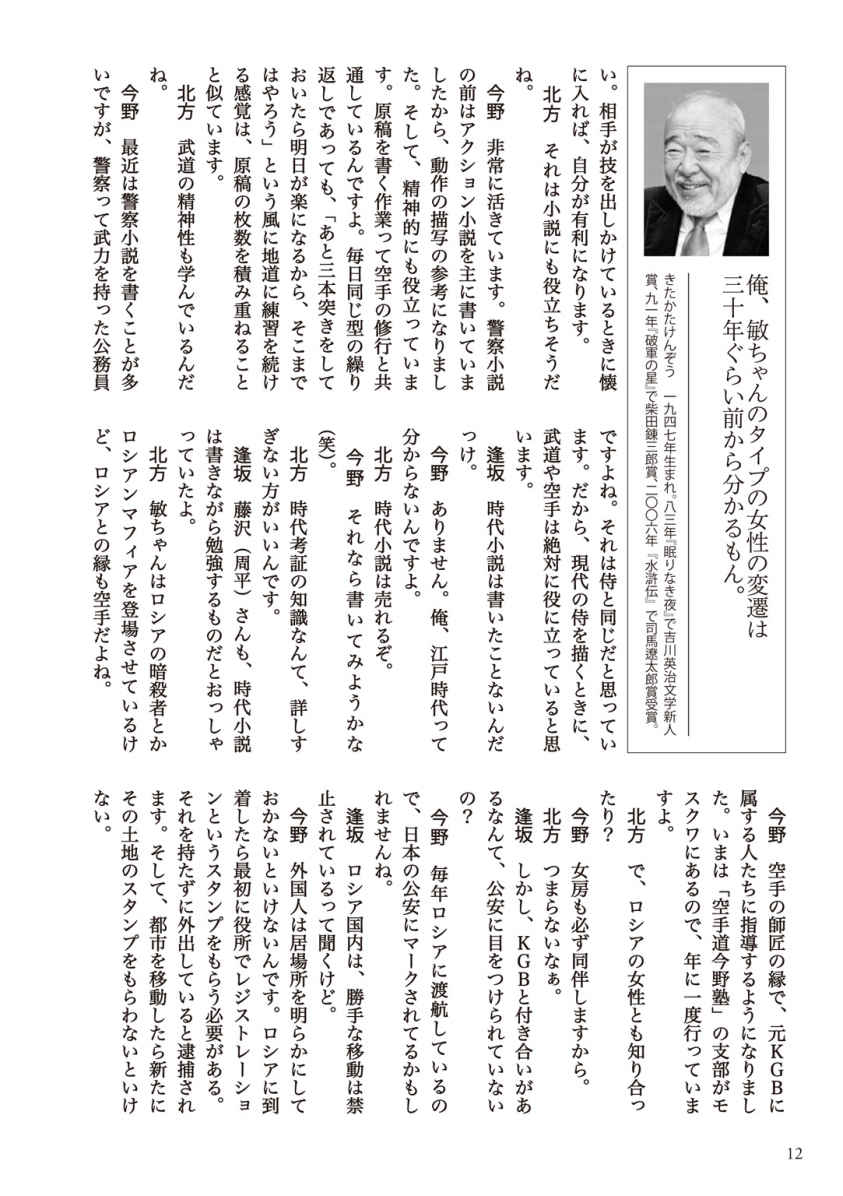 俺、敏ちゃんのタイプの女性の変遷は
三十年ぐらい前から分かるもん。
きたかたけんぞう　一九四七年生まれ。八三年『眠りなき夜』で吉川英治文学新人
賞、九一年『破軍の星』で柴田錬三郎賞、二〇〇六年『水滸伝』で司馬遼太郎賞受賞。
い。相手が技を出しかけているときに懐
に入れば、自分が有利になります。
北方　それは小説にも役立ちそうだ
ね。
今野　非常に活きています。警察小説
の前はアクション小説を主に書いていま
したから、動作の描写の参考になりまし
た。そして、精神的にも役立っていま
す。原稿を書く作業って空手の修行と共
通しているんですよ。毎日同じ型の繰り
返しであっても、「あと三本突きをして
おいたら明日が楽になるから、そこまで
はやろう」という風に地道に練習を続け
る感覚は、原稿の枚数を積み重ねること
と似ています。
北方　武道の精神性も学んでいるんだ
ね。
今野　最近は警察小説を書くことが多
いですが、警察って武力を持った公務員
ですよね。それは侍と同じだと思ってい
ます。だから、現代の侍を描くときに、
武道や空手は絶対に役に立っていると思
います。
逢坂　時代小説は書いたことないんだ
っけ。
今野　ありません。俺、江戸時代って
分からないんですよ。
北方　時代小説は売れるぞ。
今野　それなら書いてみようかな
（笑）。
北方　時代考証の知識なんて、詳しす
ぎない方がいいんです。
逢坂　藤沢（周平）さんも、時代小説
は書きながら勉強するものだとおっしゃ
っていたよ。
北方　敏ちゃんはロシアの暗殺者とか
ロシアンマフィアを登場させているけ
ど、ロシアとの縁も空手だよね。
今野　空手の師匠の縁で、元ＫＧＢに
属する人たちに指導するようになりまし
た。いまは「空手道今野塾」の支部がモ
スクワにあるので、年に一度行っていま
すよ。
北方　で、ロシアの女性とも知り合っ
たり？
今野　女房も必ず同伴しますから。
北方　つまらないなぁ。
逢坂　しかし、ＫＧＢと付き合いがあ
るなんて、公安に目をつけられていない
の？
今野　毎年ロシアに渡航しているの
で、日本の公安にマークされてるかもし
れませんね。
逢坂　ロシア国内は、勝手な移動は禁
止されているって聞くけど。
今野　外国人は居場所を明らかにして
おかないといけないんです。ロシアに到
着したら最初に役所でレジストレーショ
ンというスタンプをもらう必要がある。
それを持たずに外出していると逮捕され
ます。そして、都市を移動したら新たに
その土地のスタンプをもらわないといけ
ない。
12